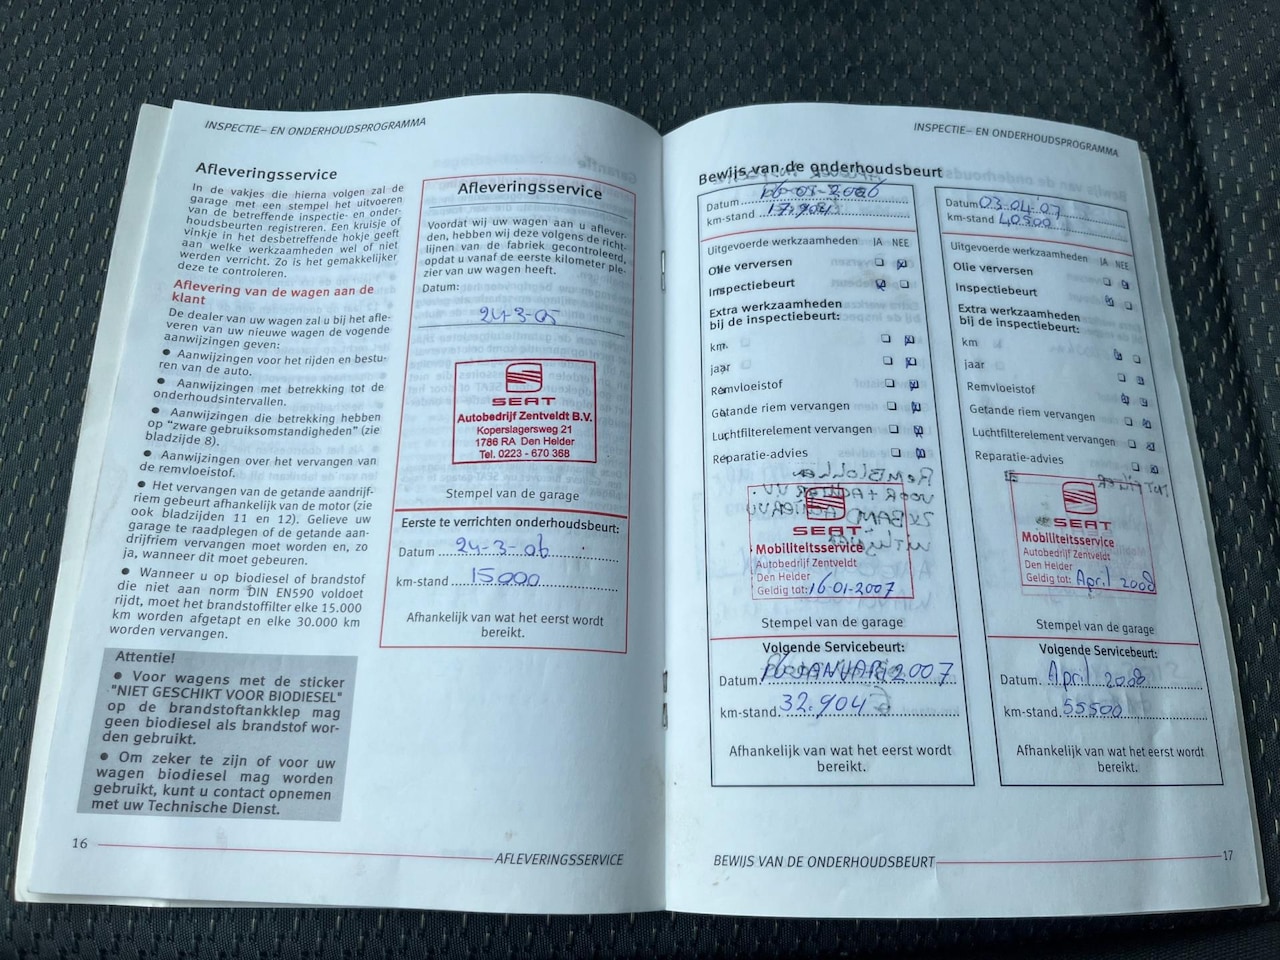 INSPECTIE– EN ONDERHOUDSPROGRAMMA
Afleveringsservice
In de vakjes die hierna volgen zal de
garage met een stempel het uitvoeren
van de betreffende inspectie- en onder-
houdsbeurten registreren. Een kruisje of
vinkje in het desbetreffende hokje geeft
aan welke werkzaamheden wel of niet
werden verricht. Zo is het gemakkelijker
deze te controleren.
Aflevering van de wagen aan de
klant
De dealer van uw wagen zal u bij het afle-
veren van uw nieuwe wagen de vogende
aanwijzingen geven:
● Aanwijzingen voor het rijden en bestu-
ren van de auto.
● Aanwijzingen met betrekking tot de
onderhoudsintervallen.
● Aanwijzingen die betrekking hebben
op "zware gebruiksomstandigheden" (zie
bladzijde 8).
● Aanwijzingen over het vervangen van
de remvloeistof.
● Het vervangen van de getande aandrijf-
riem gebeurt afhankelijk van de motor (zie
ook bladzijden 11 en 12). Gelieve uw
garage te raadplegen of de getande aan-
drijfriem vervangen moet worden en, zo
ja, wanneer dit moet gebeuren.
● Wanneer u op biodiesel of brandstof
die niet aan norm DIN EN590 voldoet
rijdt, moet het brandstoffilter elke 15.000
km worden afgetapt en elke 30.000 km
worden vervangen.
Attentie!
● Voor wagens met de sticker
"NIET GESCHIKT VOOR BIODIESEL"
op de brandstoftankklep mag
geen biodiesel als brandstof wor-
den gebruikt.
● Om zeker te zijn of voor uw
wagen biodiesel mag worden
gebruikt, kunt u contact opnemen
met uw Technische Dienst.
Afleveringsservice
Voordat wij uw wagen aan u aflever-
den, hebben wij deze volgens de richt-
lijnen van de fabriek gecontroleerd,
opdat u vanaf de eerste kilometer ple-
zier van uw wagen heeft.
Datum:
24-3-05
SEAT
Autobedrijf Zentveldt B.V.
Koperslagersweg 21
1786 RA Den Helder
Tel. 0223 - 670 368
Stempel van de garage
Eerste te verrichten onderhoudsbeurt:
Datum 24-3-06
km-stand 15000
Afhankelijk van wat het eerst wordt
bereikt.
16
AFLEVERINGSSERVICE
INSPECTIE– EN ONDERHOUDSPROGRAMMA
Bewijs van de onderhoudsbeurt
Datum 2006
km-stand 17.904
Uitgevoerde werkzaamheden JA NEE
Olie verversen
Inspectiebeurt
Extra werkzaamheden
bij de inspectiebeurt:
km
jaar
Remvloeistof
Getande riem vervangen
Luchtfilterelement vervangen
Reparatie-advies
SEAT
Mobiliteitsservice
Autobedrijf Zentveldt
Den Helder
Geldig tot: 16-01-2007
Stempel van de garage
Volgende Servicebeurt:
Datum 16 JANUARI 2007
km-stand 32.904
Afhankelijk van wat het eerst wordt
bereikt.
Datum 03-04-07
km-stand 40500
Uitgevoerde werkzaamheden JA NEE
Olie verversen
Inspectiebeurt
Extra werkzaamheden
bij de inspectiebeurt:
km
jaar
Remvloeistof
Getande riem vervangen
Luchtfilterelement vervangen
Reparatie-advies
SEAT
Mobiliteitsservice
Autobedrijf Zentveldt
Den Helder
Geldig tot: April 2008
Stempel van de garage
Volgende Servicebeurt:
Datum April 2008
km-stand 55500
Afhankelijk van wat het eerst wordt
bereikt.
BEWIJS VAN DE ONDERHOUDSBEURT
17